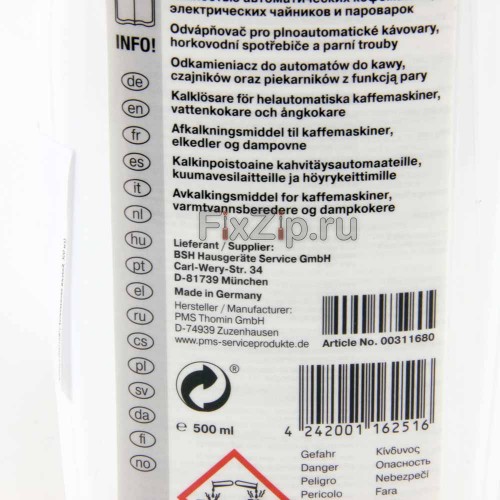 электрических чайников и пароварок
Odvápňovač pro plnoautomatické kávovary,
horkovodní spotřebiče a parní trouby
Odkamieniacz do automatów do kawy,
czajników oraz piekarników z funkcją pary
Kalklösare för helautomatiska kaffemaskiner,
vattenkokare och ångkokare
Afkalkningsmiddel til kaffemaskiner,
elkedler og dampovne
Kalkinpoistoaine kahvitäysautomaateille,
kuumavesilaitteille ja höyrykeittimille
Avkalkningsmiddel for kaffemaskiner,
varmtvannsberedere og dampkokere
FixZip.ru
INFO!
de
en
fr
es
it
nl
hu
pt
el
ru
cs
pl
sv
da
fi
no
Lieferant / Supplier:
BSH Hausgeräte Service GmbH
Carl-Wery-Str. 34
D-81739 München
Made in Germany
Hersteller / Manufacturer:
PMS Thomin GmbH
D-74939 Zuzenhausen
www.pms-serviceprodukte.de
Article No. 00311680
®
e 500 ml
4 242001 162516
Gefahr Κίνδυνος
Danger Опасность
Peligro Nebezpečí
Pericolo Fara